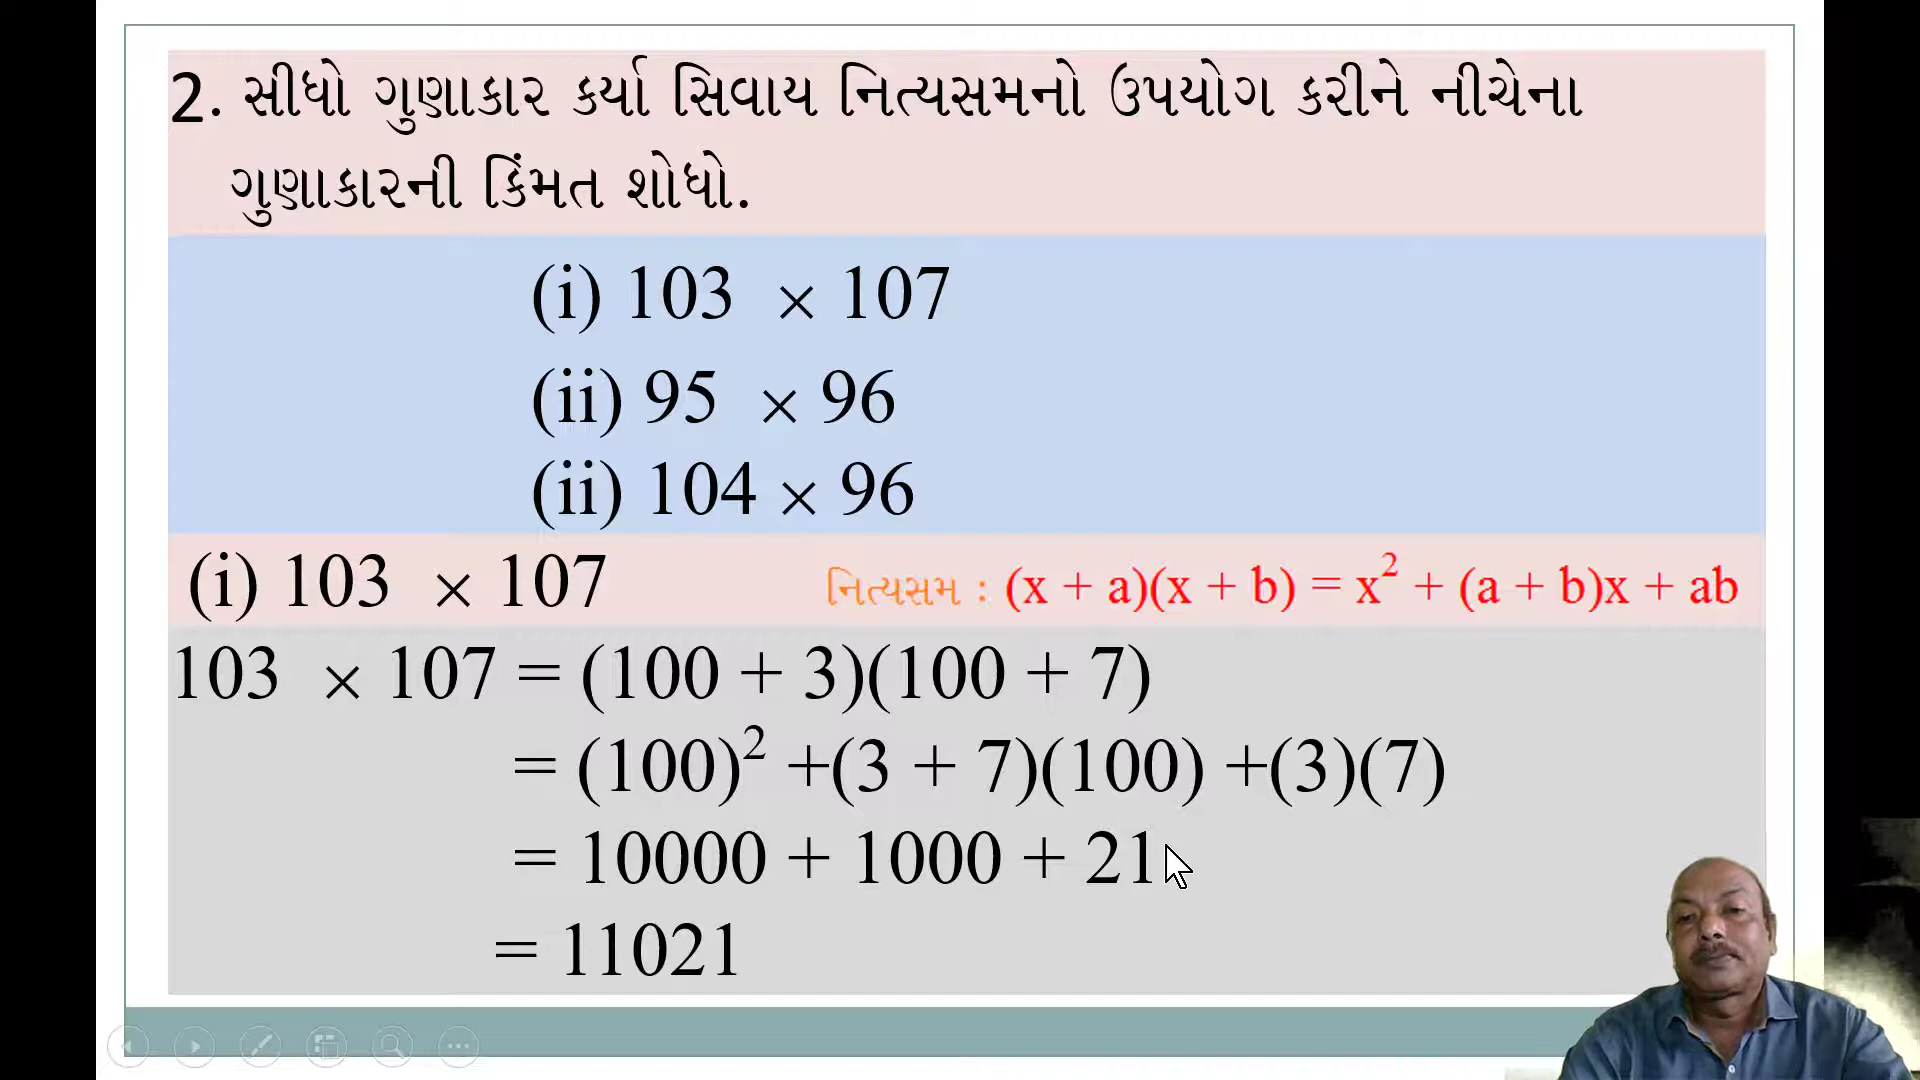 2. સીધો ગુણાકાર કર્યા સિવાય નિત્યસમનો ઉપયોગ કરીને નીચેના
ગુણાકારની કિંમત શોધો.
(i) 103 × 107
(ii) 95 × 96
(ii) 104 × 96
(i) 103 × 107
નિત્યસમ : (x + a)(x + b) = x² + (a + b)x + ab
103 × 107 = (100 + 3)(100 + 7)
= (100)² +(3 + 7)(100) +(3)(7)
= 10000 + 1000 + 21
= 11021